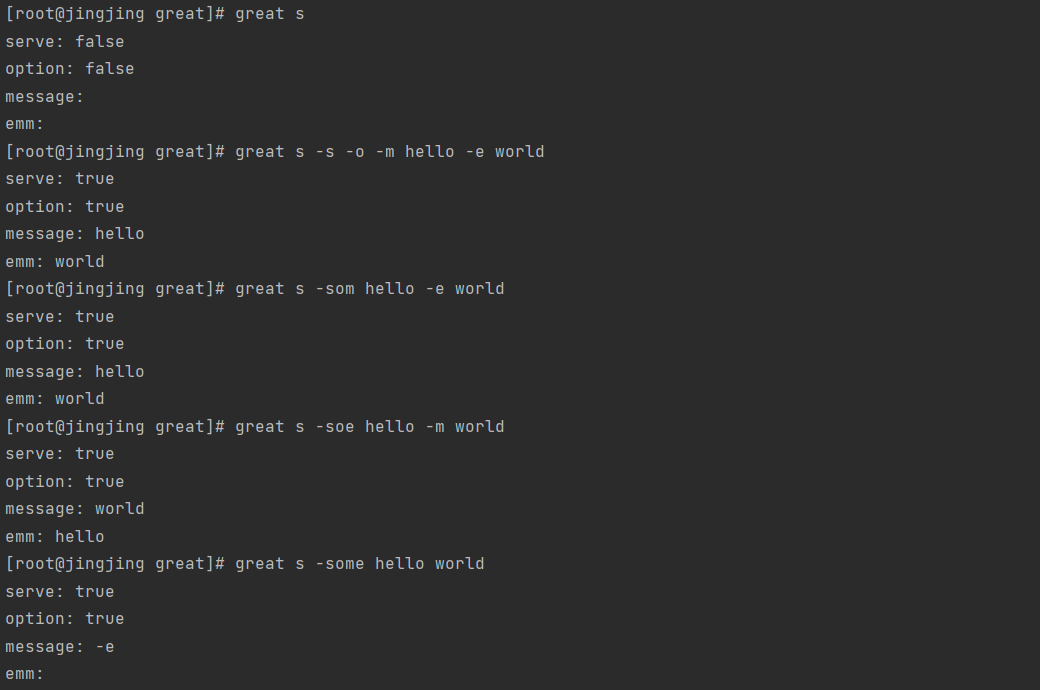 [root@jingjing great]# great s
serve: false
option: false
message:
emm:
[root@jingjing great]# great s -s -o -m hello -e world
serve: true
option: true
message: hello
emm: world
[root@jingjing great]# great s -som hello -e world
serve: true
option: true
message: hello
emm: world
[root@jingjing great]# great s -soe hello -m world
serve: true
option: true
message: world
emm: hello
[root@jingjing great]# great s -some hello world
serve: true
option: true
message: -e
emm: